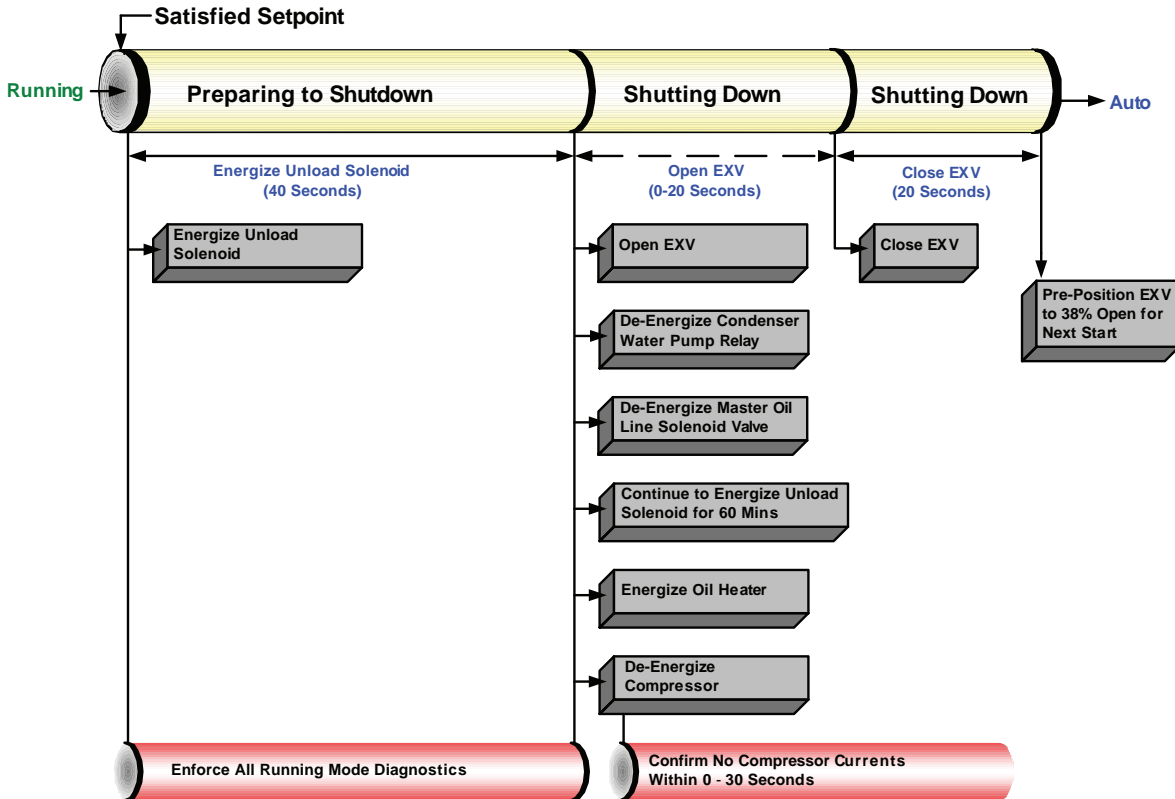 Satisfied Setpoint
Running
Preparing to Shutdown
Shutting Down
Shutting Down
Auto
Energize Unload Solenoid
(40 Seconds)
Open EXV
(0-20 Seconds)
Close EXV
(20 Seconds)
Energize Unload
Solenoid
Open EXV
Close EXV
Pre-Position EXV
to 38% Open for
Next Start
De-Energize Condenser
Water Pump Relay
De-Energize Master Oil
Line Solenoid Valve
Continue to Energize Unload
Solenoid for 60 Mins
Energize Oil Heater
De-Energize
Compressor
Enforce All Running Mode Diagnostics
Confirm No Compressor Currents
Within 0 - 30 Seconds